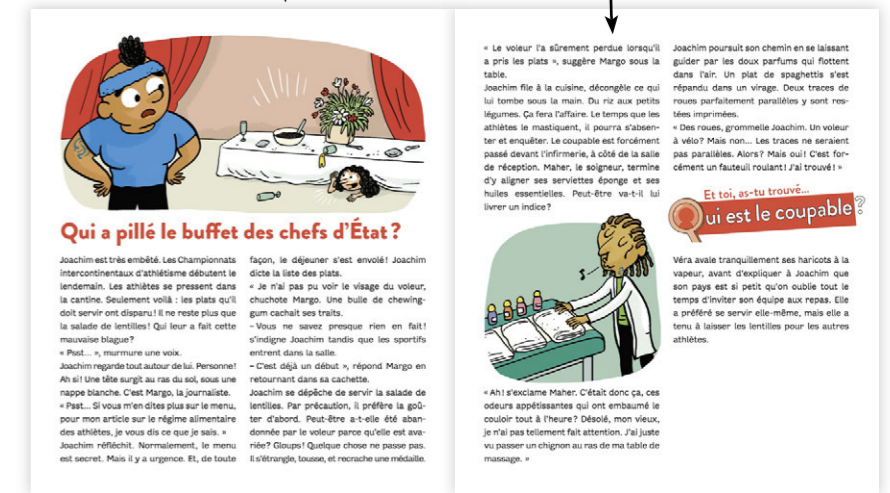 Qui a pillé le buffet des chefs d'État ?
Joachim est très embêté. Les Championnats
intercontinentaux d'athlétisme débutent le
lendemain. Les athlètes se pressent dans
la cantine. Seulement voilà : les plats qu'il
doit servir ont disparu ! Il ne reste plus que
la salade de lentilles ! Qui leur a fait cette
mauvaise blague ?
« Psst... », murmure une voix.
Joachim regarde tout autour de lui. Personne !
Ah si ! Une tête surgit au ras du sol, sous une
nappe blanche. C'est Margo, la journaliste.
« Psst... Si vous m'en dites plus sur le menu,
pour mon article sur le régime alimentaire
des athlètes, je vous dis ce que je sais. »
Joachim réfléchit. Normalement, le menu
est secret. Mais il y a urgence. Et, de toute
façon, le déjeuner s'est envolé ! Joachim
dicte la liste des plats.
« Je n'ai pas pu voir le visage du voleur,
chuchote Margo. Une bulle de chewing-
gum cachait ses traits.
– Vous ne savez presque rien en fait !
s'indigne Joachim tandis que les sportifs
entrent dans la salle.
– C'est déjà un début », répond Margo en
retournant dans sa cachette.
Joachim se dépêche de servir la salade de
lentilles. Par précaution, il préfère la goû-
ter d'abord. Peut-être a-t-elle été aban-
donnée par le voleur parce qu'elle est ava-
riée ? Gloups ! Quelque chose ne passe pas.
Il s'étrangle, tousse, et recrache une médaille.
« Le voleur l'a sûrement perdue lorsqu'il
a pris les plats », suggère Margo sous la
table.
Joachim file à la cuisine, décongèle ce qui
lui tombe sous la main. Du riz aux petits
légumes. Ça fera l'affaire. Le temps que les
athlètes le mastiquent, il pourra s'absen-
ter et enquêter. Le coupable est forcément
passé devant l'infirmerie, à côté de la salle
de réception. Maher, le soigneur, termine
d'y aligner ses serviettes éponge et ses
huiles essentielles. Peut-être va-t-il lui
livrer un indice ?
« Ah ! s'exclame Maher. C'était donc ça, ces
odeurs appétissantes qui ont embaumé le
couloir tout à l'heure ? Désolé, mon vieux,
je n'ai pas tellement fait attention. J'ai juste
vu passer un chignon au ras de ma table de
massage. »
Joachim poursuit son chemin en se laissant
guider par les doux parfums qui flottent
dans l'air. Un plat de spaghettis s'est
répandu dans un virage. Deux traces de
roues parfaitement parallèles y sont res-
tées imprimées.
« Des roues, grommelle Joachim. Un voleur
à vélo ? Mais non... Les traces ne seraient
pas parallèles. Alors ? Mais oui ! C'est for-
cément un fauteuil roulant ! J'ai trouvé ! »
Et toi, as-tu trouvé...
Qui est le coupable ?
Véra avale tranquillement ses haricots à la
vapeur, avant d'expliquer à Joachim que
son pays est si petit qu'on oublie tout le
temps d'inviter son équipe aux repas. Elle
a préféré se servir elle-même, mais elle a
tenu à laisser les lentilles pour les autres
athlètes.